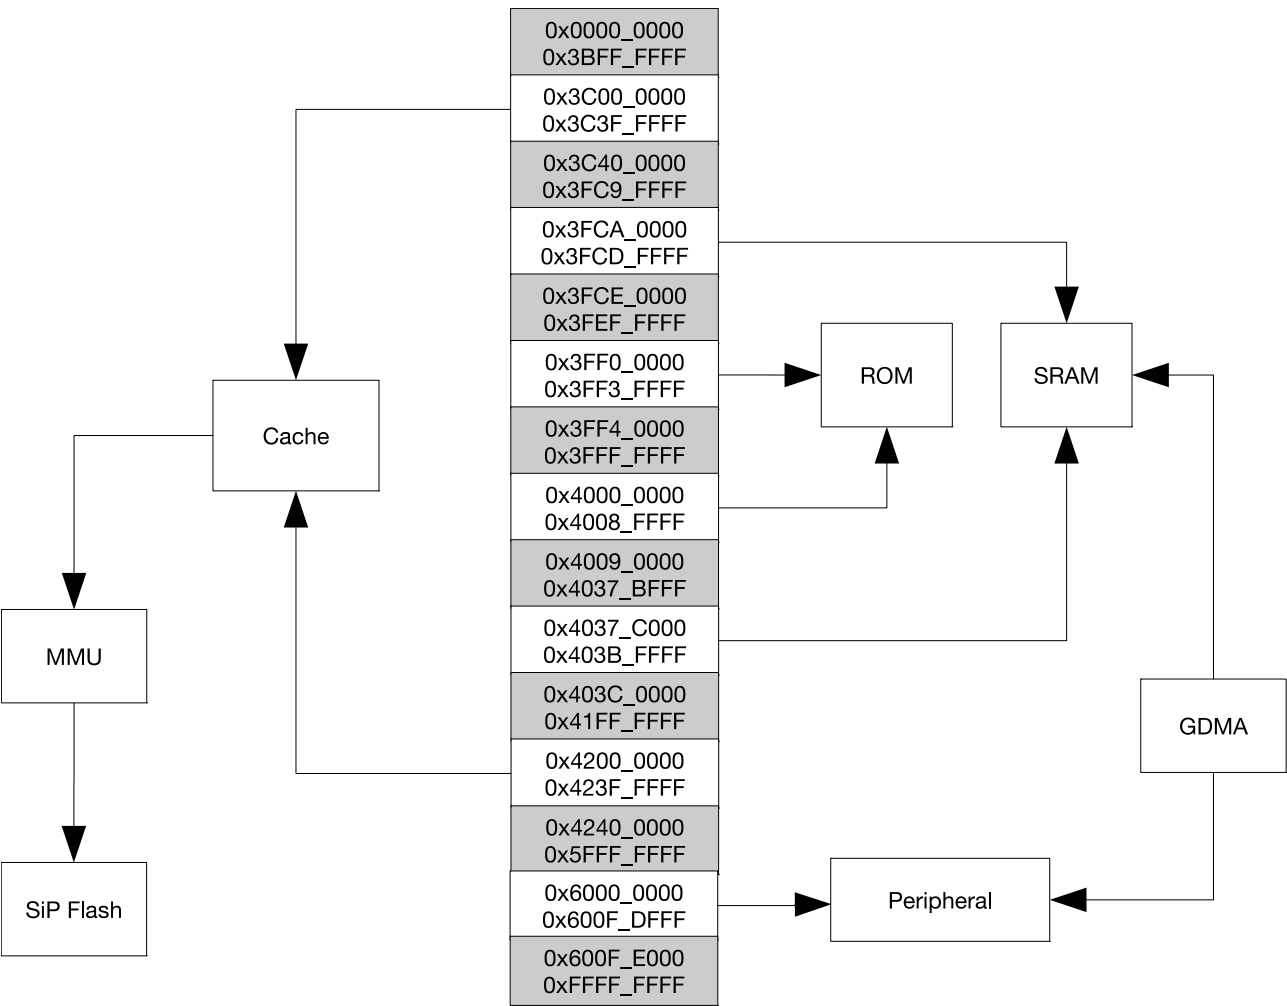 0x0000_0000
0x3BFF_FFFF
0x3C00_0000
0x3C3F_FFFF
0x3C40_0000
0x3FC9_FFFF
0x3FCA_0000
0x3FCD_FFFF
0x3FCE_0000
0x3FEF_FFFF
0x3FF0_0000
0x3FF3_FFFF
0x3FF4_0000
0x3FFF_FFFF
0x4000_0000
0x4008_FFFF
0x4009_0000
0x4037_BFFF
0x4037_C000
0x403B_FFFF
0x403C_0000
0x41FF_FFFF
0x4200_0000
0x423F_FFFF
0x4240_0000
0x5FFF_FFFF
0x6000_0000
0x600F_DFFF
0x600F_E000
0xFFFF_FFFF
Cache
MMU
SiP Flash
ROM
SRAM
GDMA
Peripheral